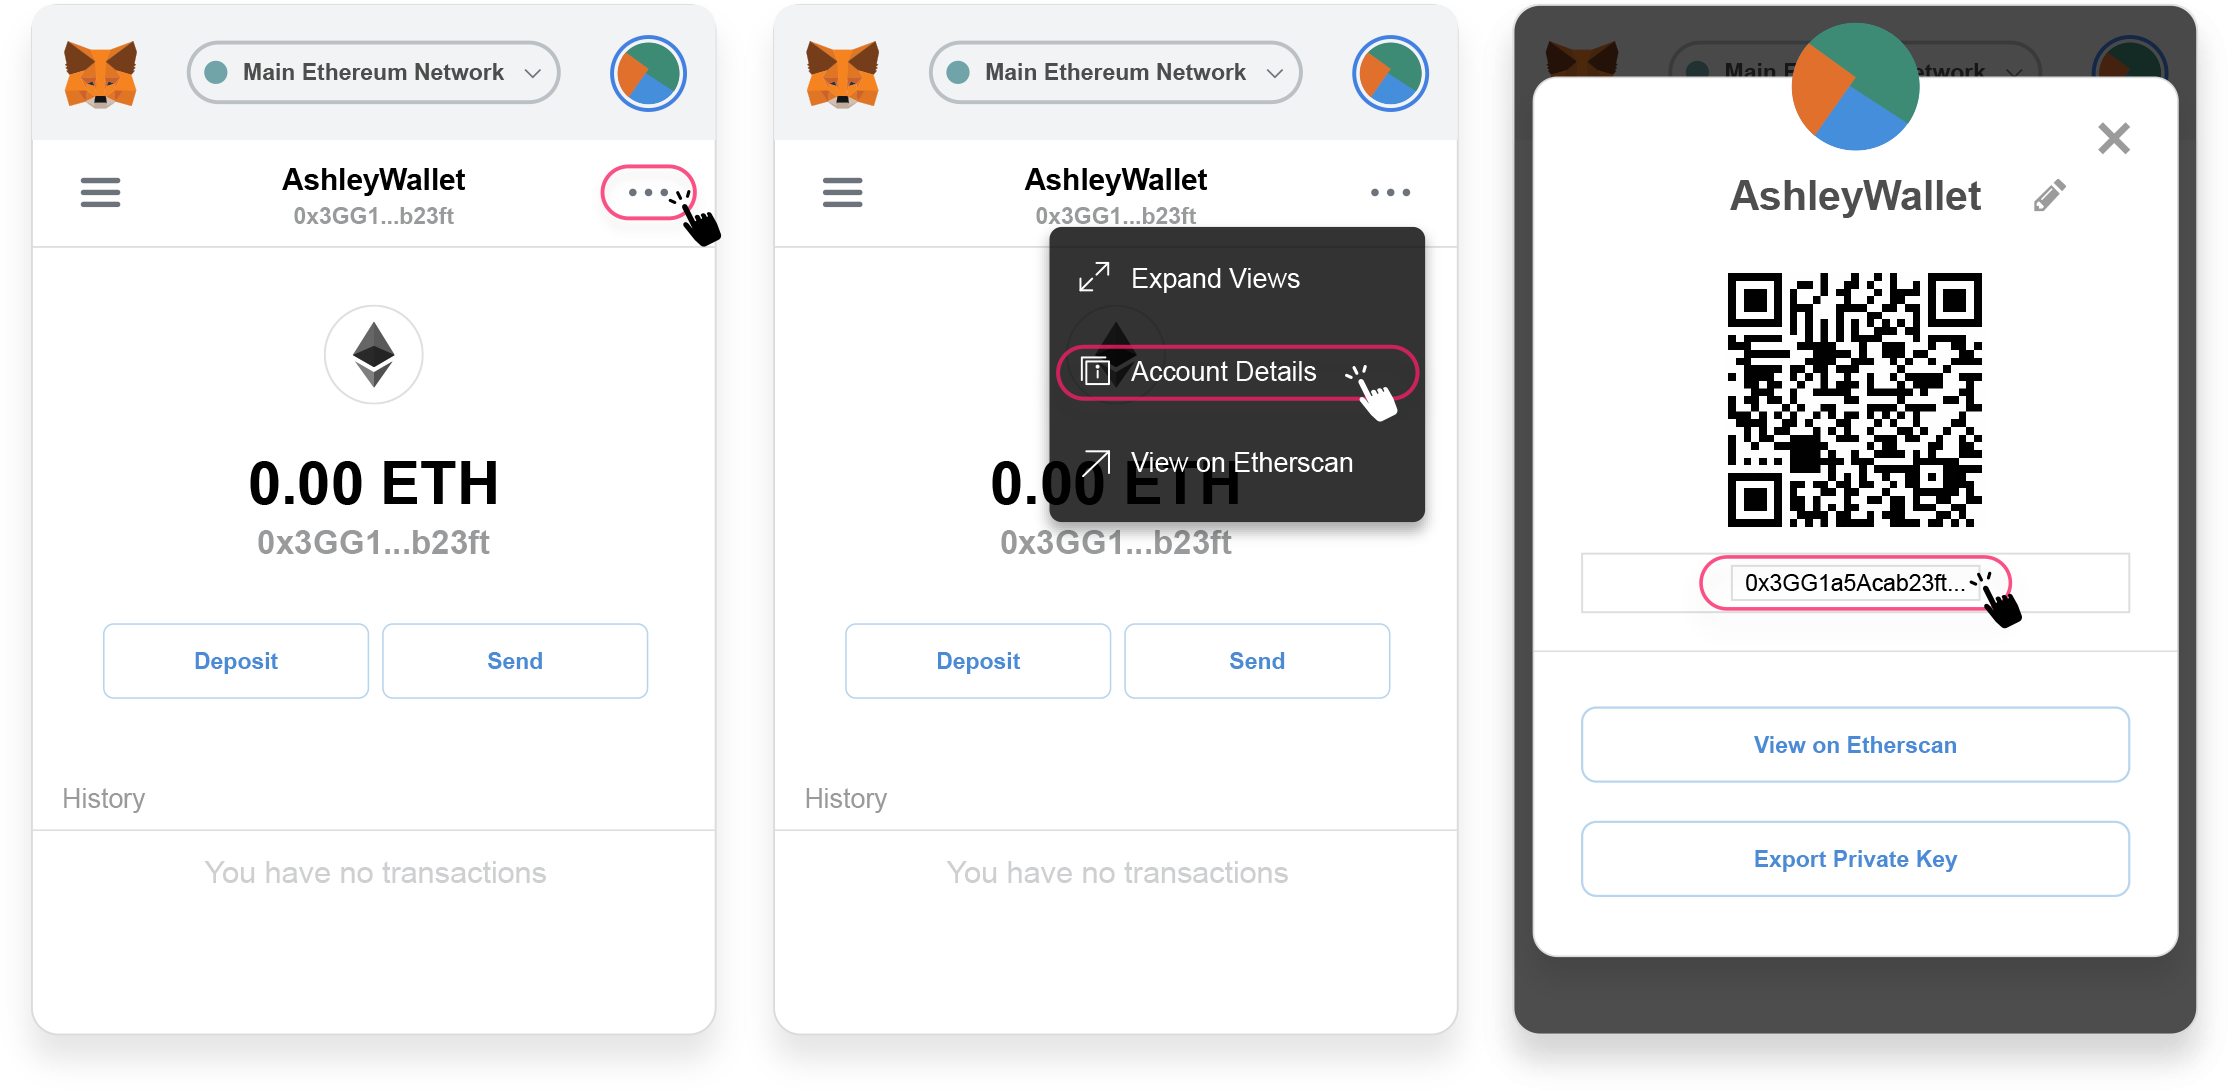 Main Ethereum Network
AshleyWallet
0x3GG1...b23ft
0.00 ETH
0x3GG1...b23ft
Deposit
Send
History
You have no transactions
Main Ethereum Network
AshleyWallet
0x3GG1...b23ft
Expand Views
Account Details
View on Etherscan
0.00 ETH
0x3GG1...b23ft
Deposit
Send
History
You have no transactions
Main E
etwork
AshleyWallet
0x3GG1a5Acab23ft...
View on Etherscan
Export Private Key